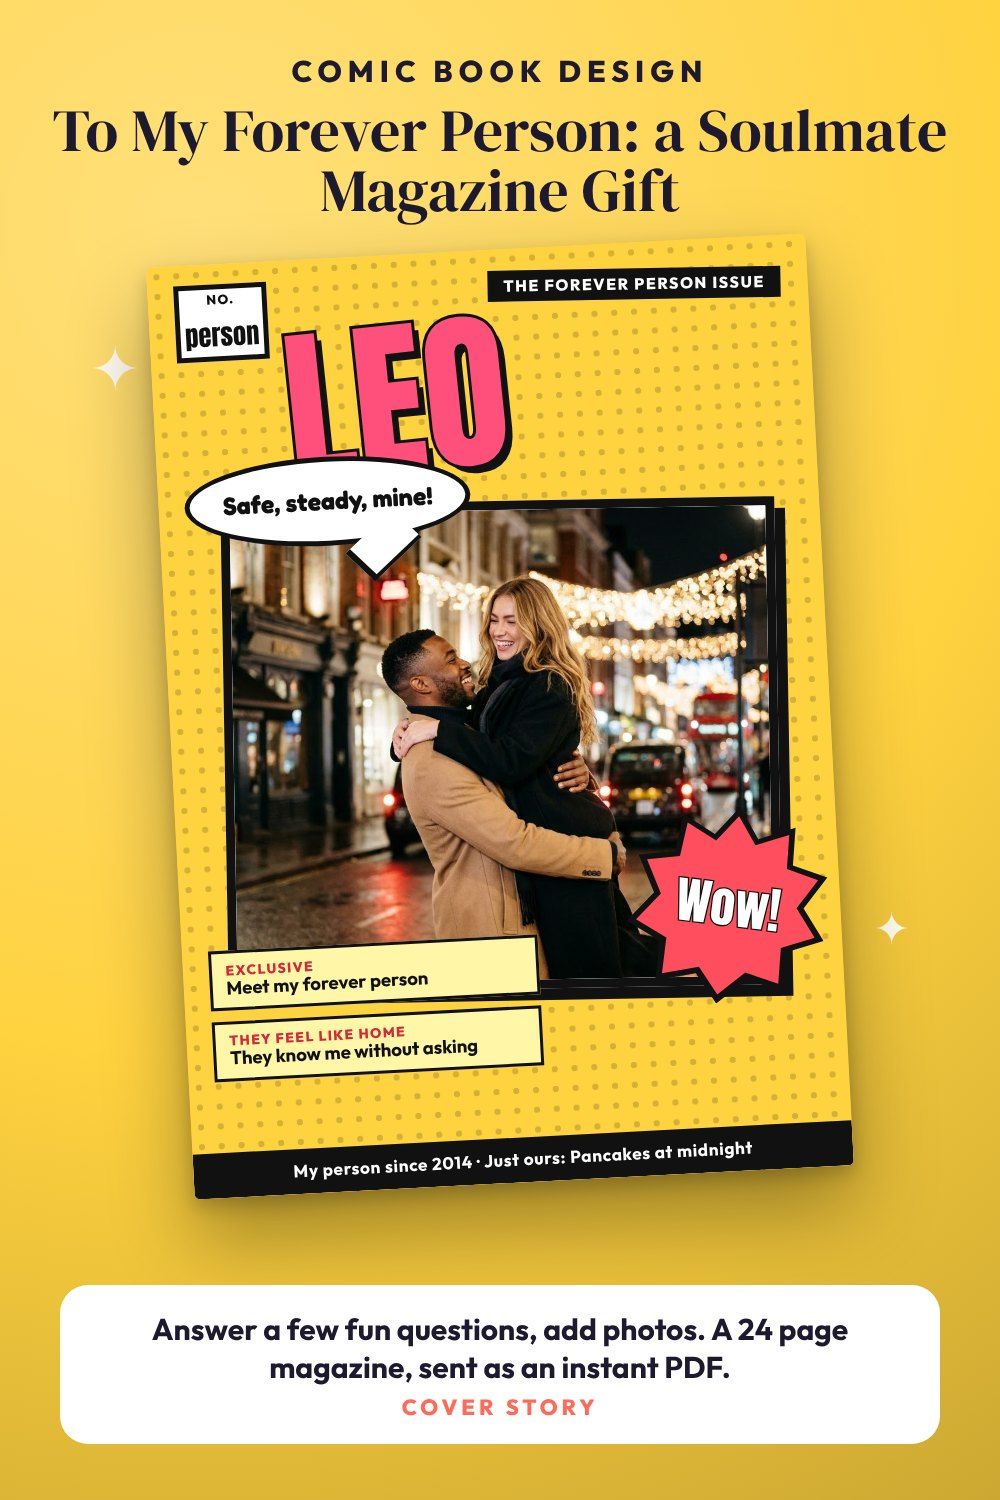 COMIC BOOK DESIGN
To My Forever Person: a Soulmate
Magazine Gift
NO.
person
THE FOREVER PERSON ISSUE
LEO
Safe, steady, mine!
Wow!
EXCLUSIVE
Meet my forever person
THEY FEEL LIKE HOME
They know me without asking
My person since 2014 · Just ours: Pancakes at midnight
Answer a few fun questions, add photos. A 24 page
magazine, sent as an instant PDF.
COVER STORY